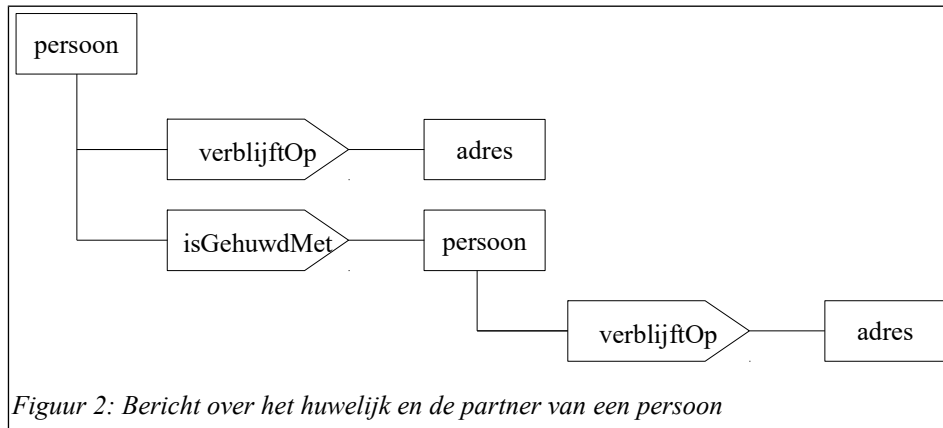 persoon
verblijftOp
adres
isGehuwdMet
persoon
verblijftOp
adres
Figuur 2: Bericht over het huwelijk en de partner van een persoon